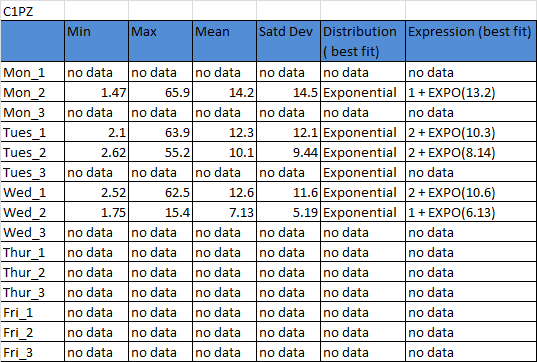 C1PZ
Min Max Mean Satd Dev Distribution ( best fit) Expression (best fit)
Mon_1 no data no data no data no data no data no data
Mon_2 1.47 65.9 14.2 14.5 Exponential 1 + EXPO(13.2)
Mon_3 no data no data no data no data no data no data
Tues_1 2.1 63.9 12.3 12.1 Exponential 2 + EXPO(10.3)
Tues_2 2.62 55.2 10.1 9.44 Exponential 2 + EXPO(8.14)
Tues_3 no data no data no data no data Exponential no data
Wed_1 2.52 62.5 12.6 11.6 Exponential 2 + EXPO(10.6)
Wed_2 1.75 15.4 7.13 5.19 Exponential 1 + EXPO(6.13)
Wed_3 no data no data no data no data no data no data
Thur_1 no data no data no data no data no data no data
Thur_2 no data no data no data no data no data no data
Thur_3 no data no data no data no data no data no data
Fri_1 no data no data no data no data no data no data
Fri_2 no data no data no data no data no data no data
Fri_3 no data no data no data no data no data no data